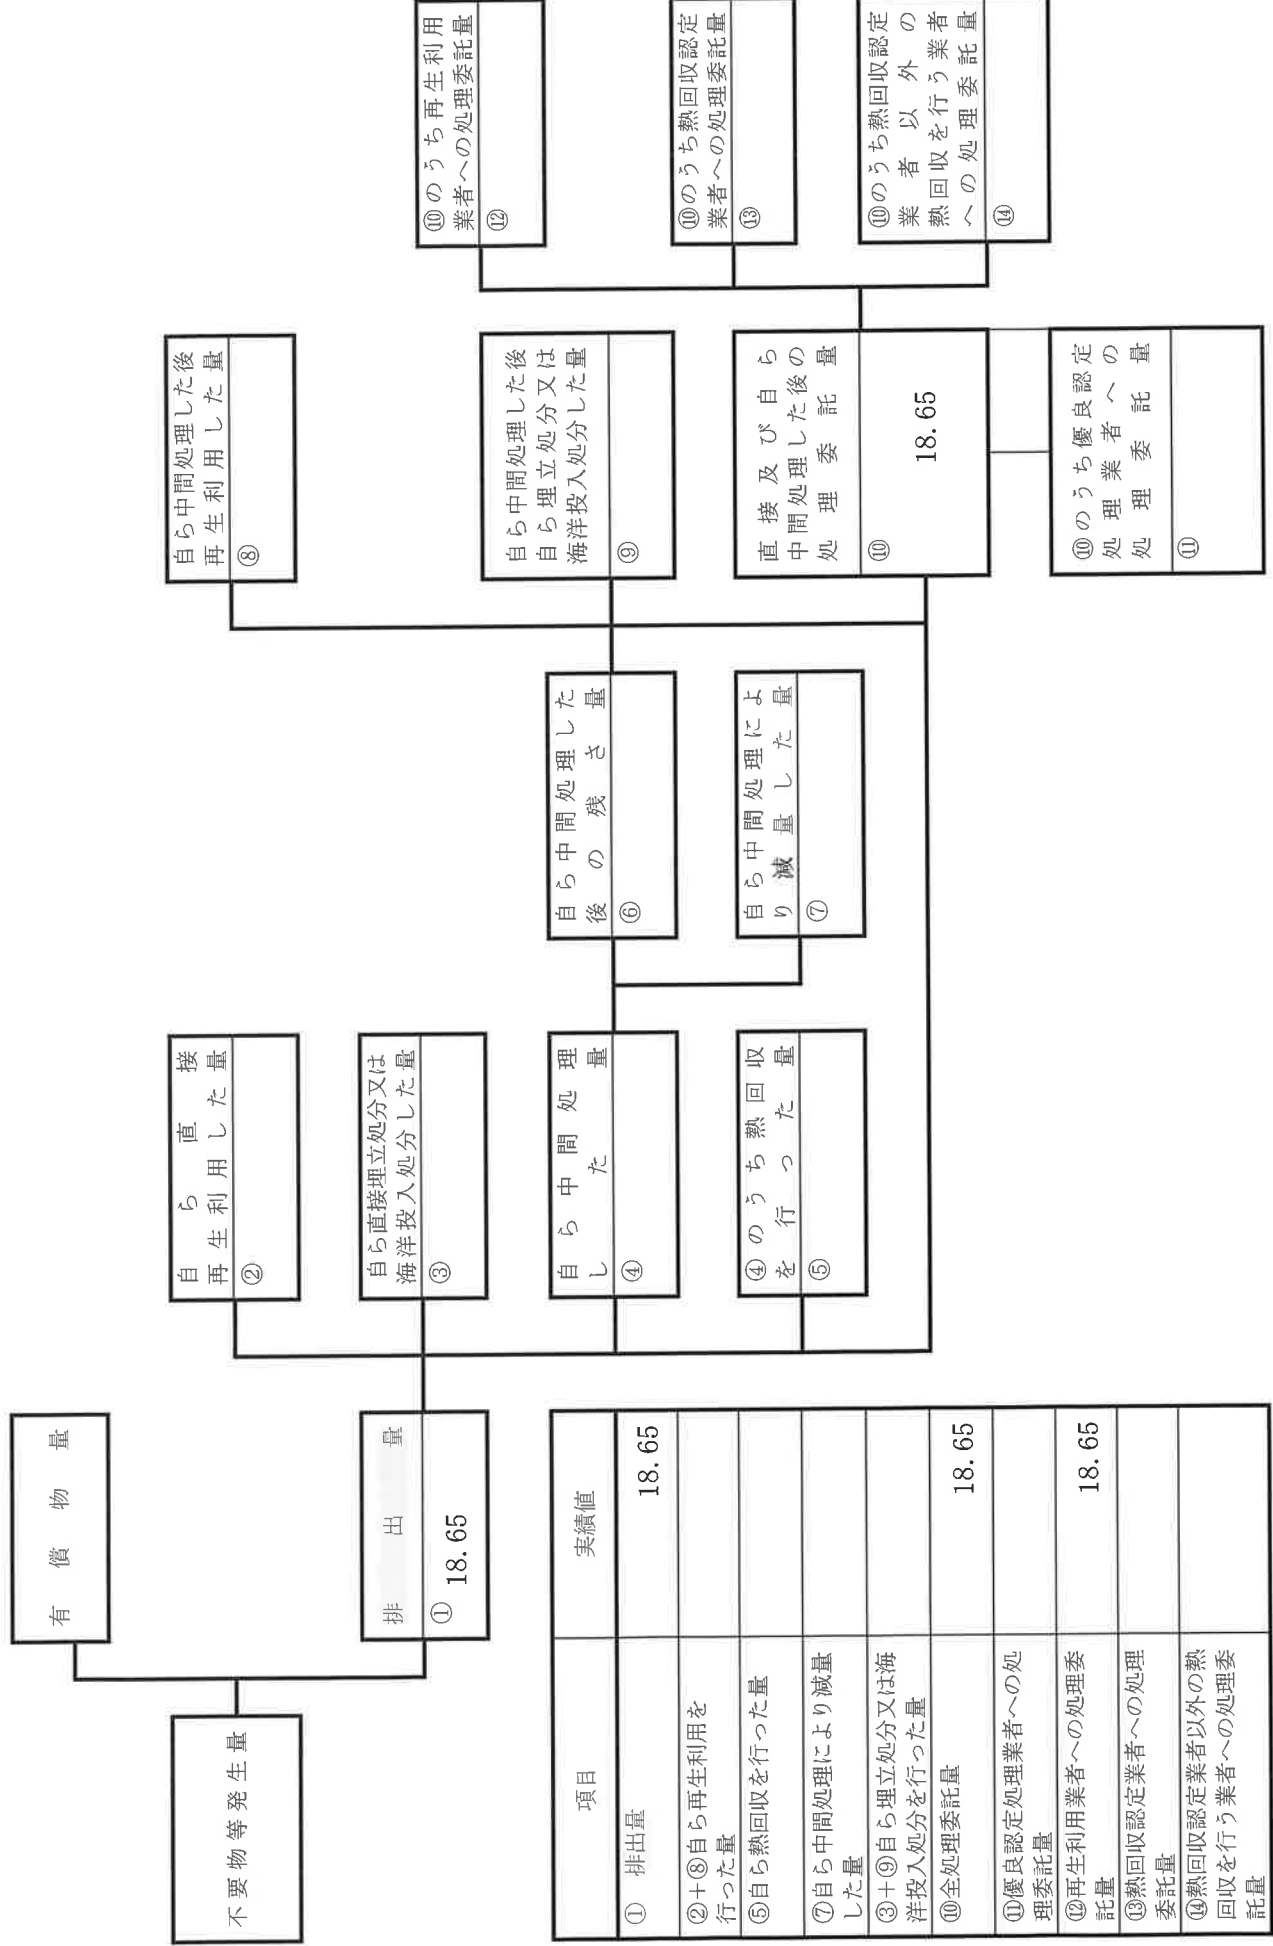 不要物等発生量
有償物量
排出量
① 18.65
自ら直接
再生利用した量
②
自ら直接埋立処分又は
海洋投入処分した量
③
自ら中間処理
した量
④
④のうち熱回収
を行った量
⑤
自ら中間処理した
後の残さ量
⑥
自ら中間処理によ
り減量した量
⑦
自ら中間処理した後
再生利用した量
⑧
自ら中間処理した後
自ら埋立処分又は
海洋投入処分した量
⑨
直接及び自ら
中間処理した後の
処理委託量
⑩
18.65
⑩のうち優良認定
処理業者への
処理委託量
⑪
⑩のうち再生利用
業者への処理委託量
⑫
⑩のうち熱回収認定
業者への処理委託量
⑬
⑩のうち熱回収認定
業者以外の
熱回収を行う業者
への処理委託量
⑭
項目 実績値
① 排出量 18.65
②+⑧自ら再生利用を
行った量
⑤自ら熱回収を行った量
⑦自ら中間処理により減量
した量
③+⑨自ら埋立処分又は海
洋投入処分を行った量
⑩全処理委託量 18.65
⑪優良認定処理業者への処
理委託量
⑫再生利用業者への処理委
託量 18.65
⑬熱回収認定業者への処理
委託量
⑭熱回収認定業者以外の熱
回収を行う業者への処理委
託量